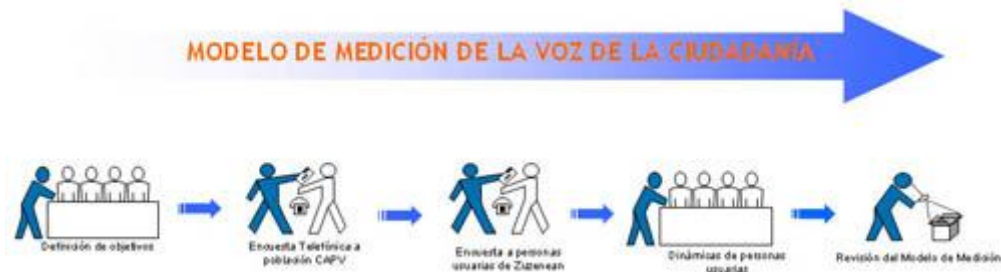 MODELO DE MEDICIÓN DE LA VOZ DE LA CIUDADANÍA
Definición de objetivos
Encuesta Telefónica a
población CAPV
Encuesta a personas
usuarias de Zuzenean
Dinámicas de personas
usuarias
Revisión del Modelo de Medición